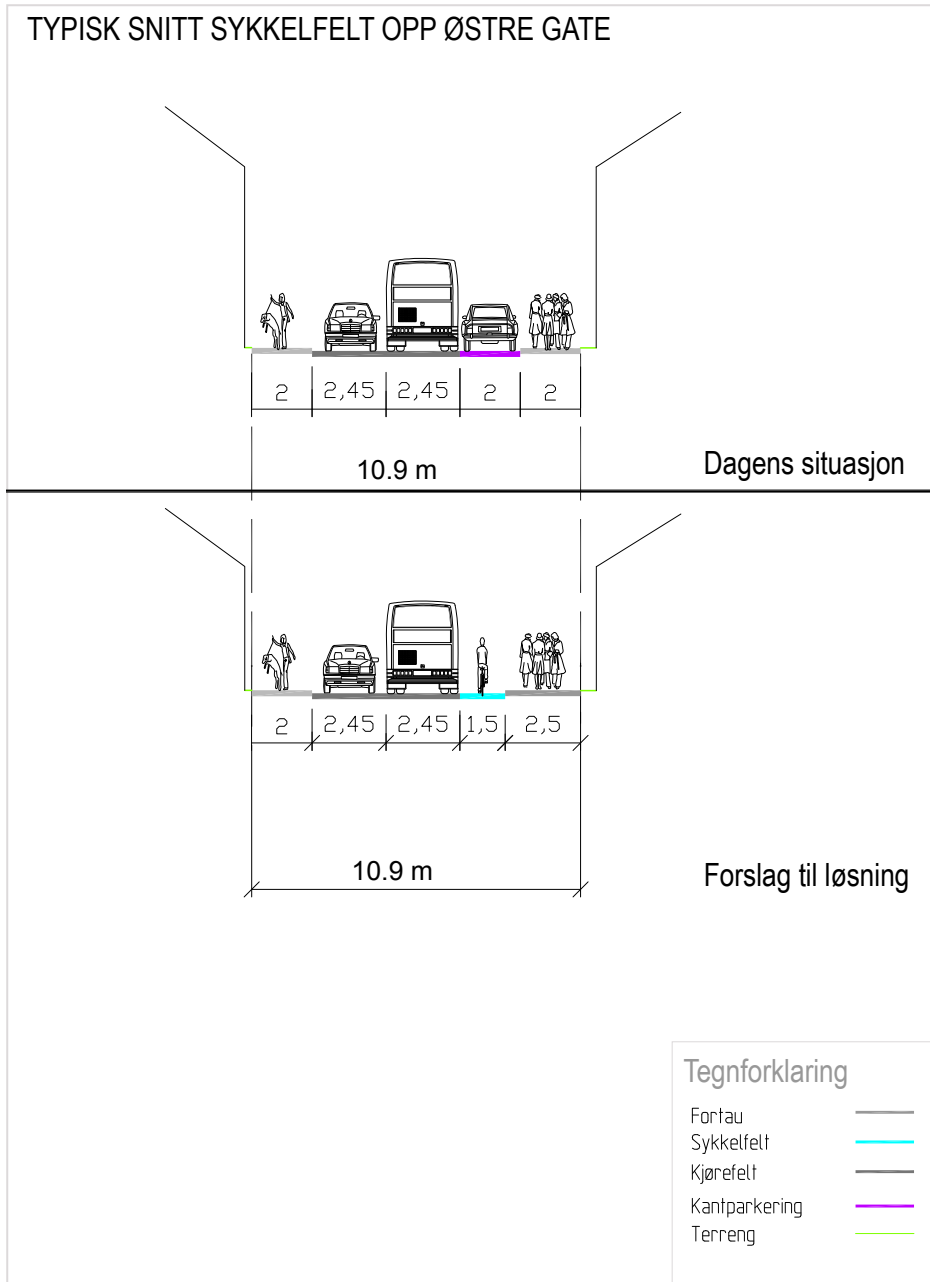 TYPISK SNITT SYKKELFELT OPP ØSTRE GATE
2 2,45 2,45 2 2
10.9 m
Dagens situasjon
2 2,45 2,45 1,5 2,5
10.9 m
Forslag til løsning
Tegnforklaring
Fortau
Sykkelfelt
Kjørefelt
Kantparkering
Terreng